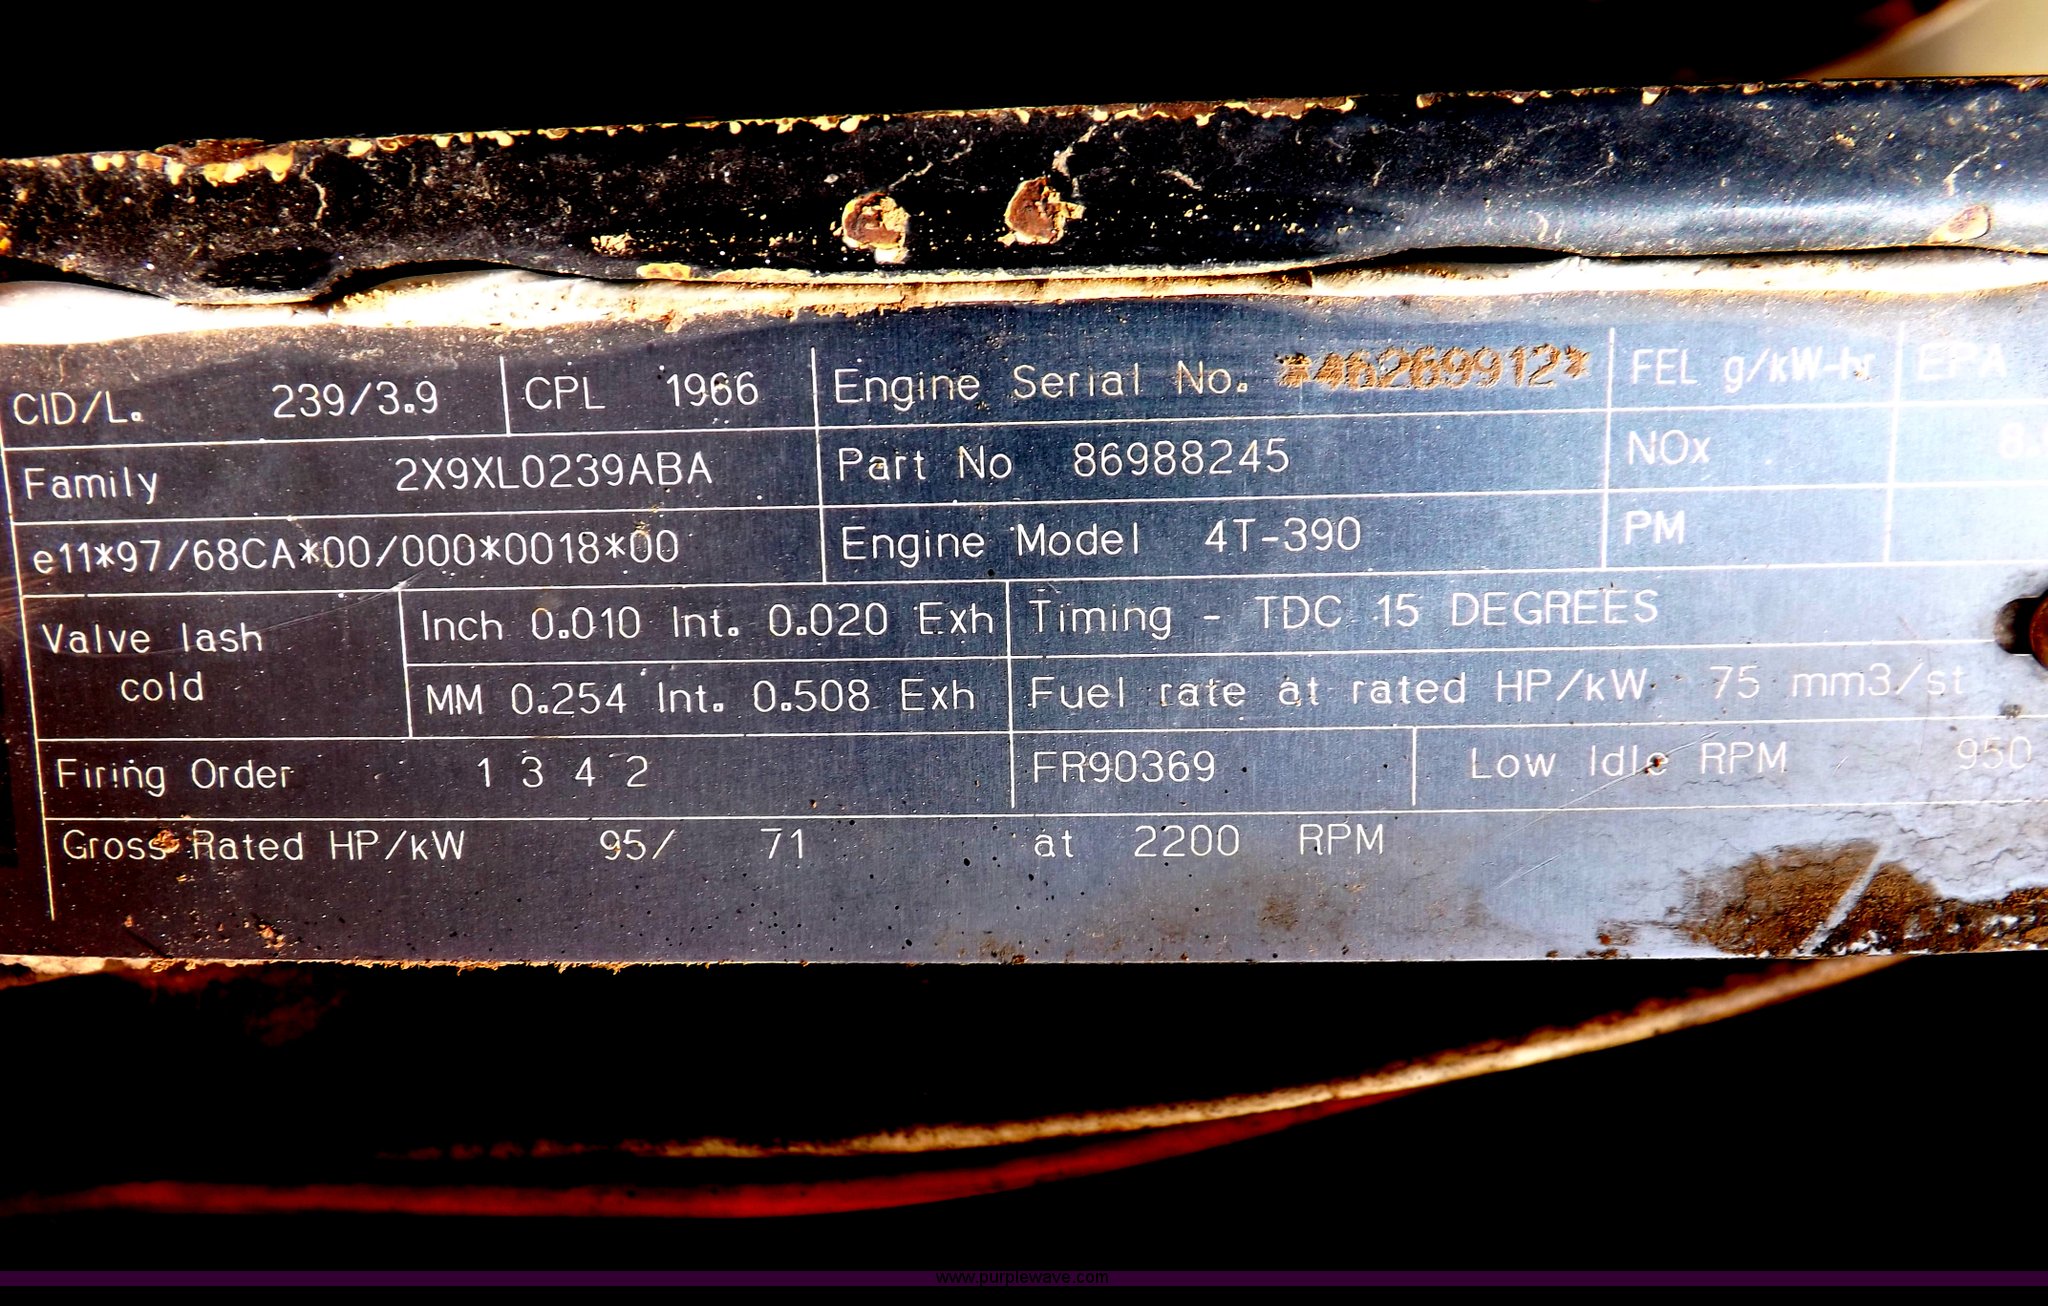 CID/L. 239/3.9 CPL 1966 Engine Serial No. *46269912* FEL g/kW-hr EPA
Family 2X9XL0239ABA Part No 86988245 NOx
e11*97/68CA*00/000*0018*00 Engine Model 4T-390 PM
Valve lash cold
Inch 0.010 Int. 0.020 Exh Timing - TDC 15 DEGREES
MM 0.254 Int. 0.508 Exh Fuel rate at rated HP/kW 75 mm3/st
Firing Order 1 3 4 2 FR90369 Low Idle RPM 950
Gross Rated HP/kW 95/ 71 at 2200 RPM
www.purplewave.com